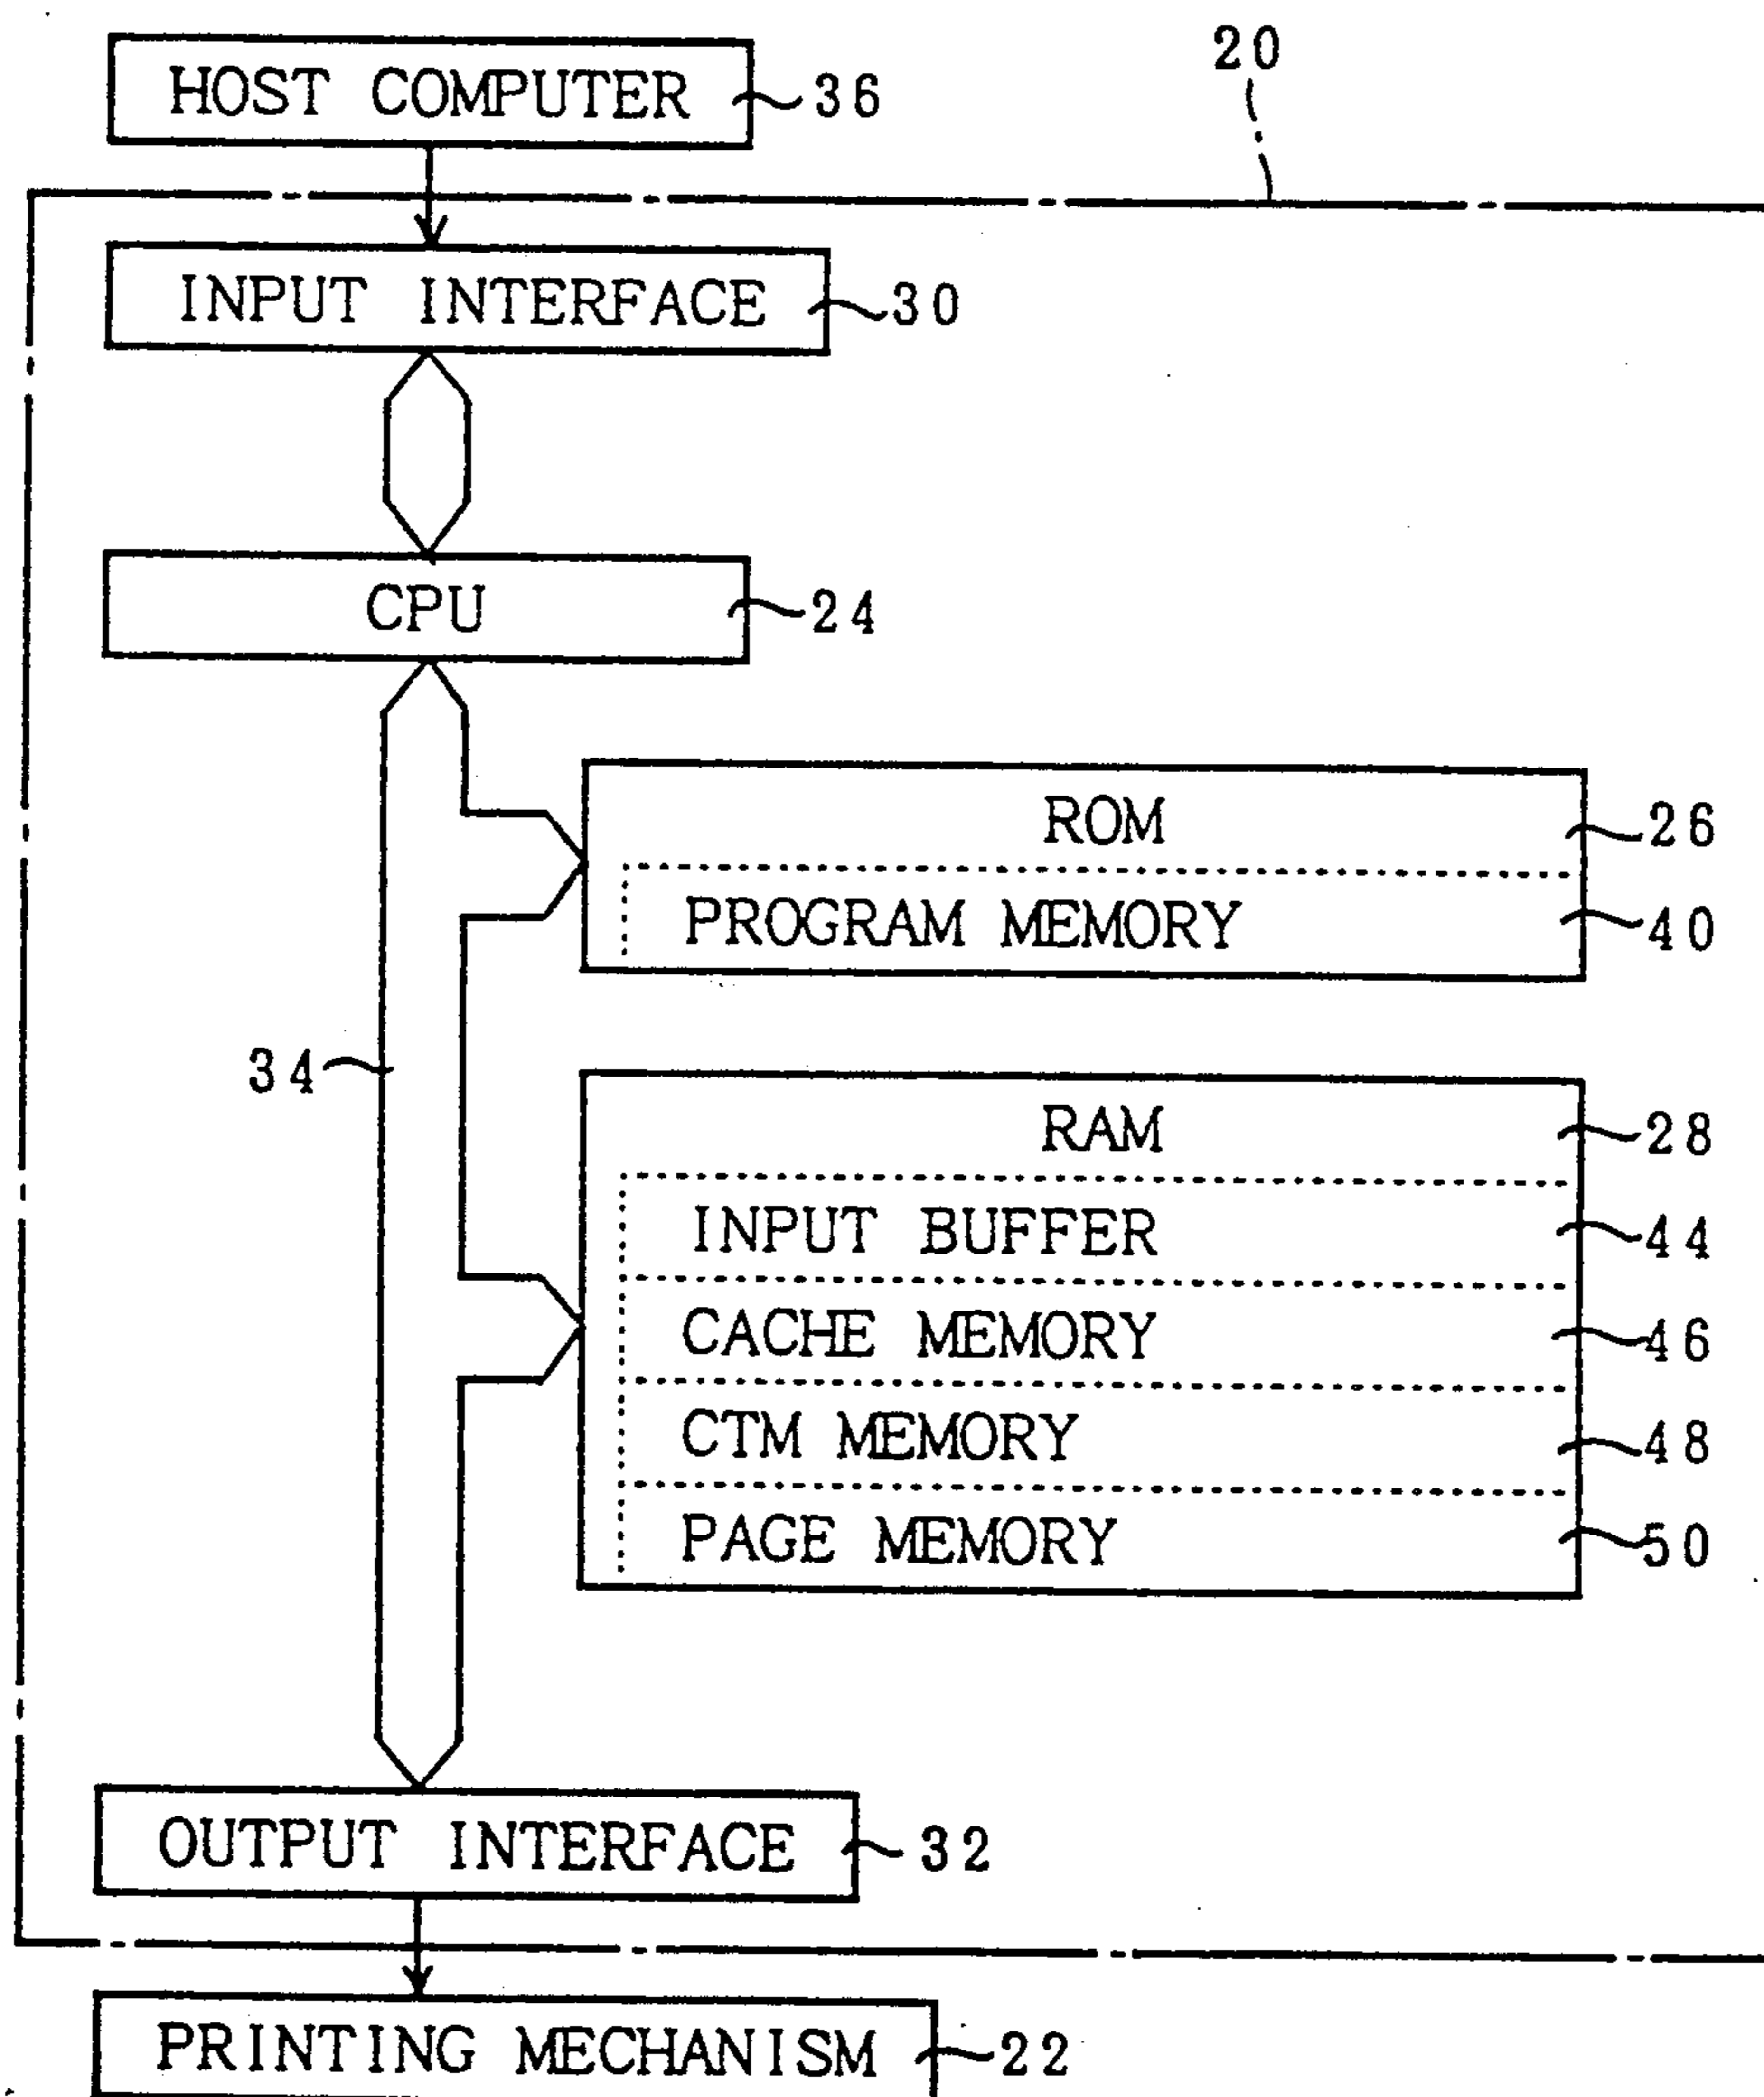 20
HOST COMPUTER 36
INPUT INTERFACE 30
CPU 24
ROM 26
PROGRAM MEMORY 40
34
RAM 28
INPUT BUFFER 44
CACHE MEMORY 46
CTM MEMORY 48
PAGE MEMORY 50
OUTPUT INTERFACE 32
PRINTING MECHANISM 22